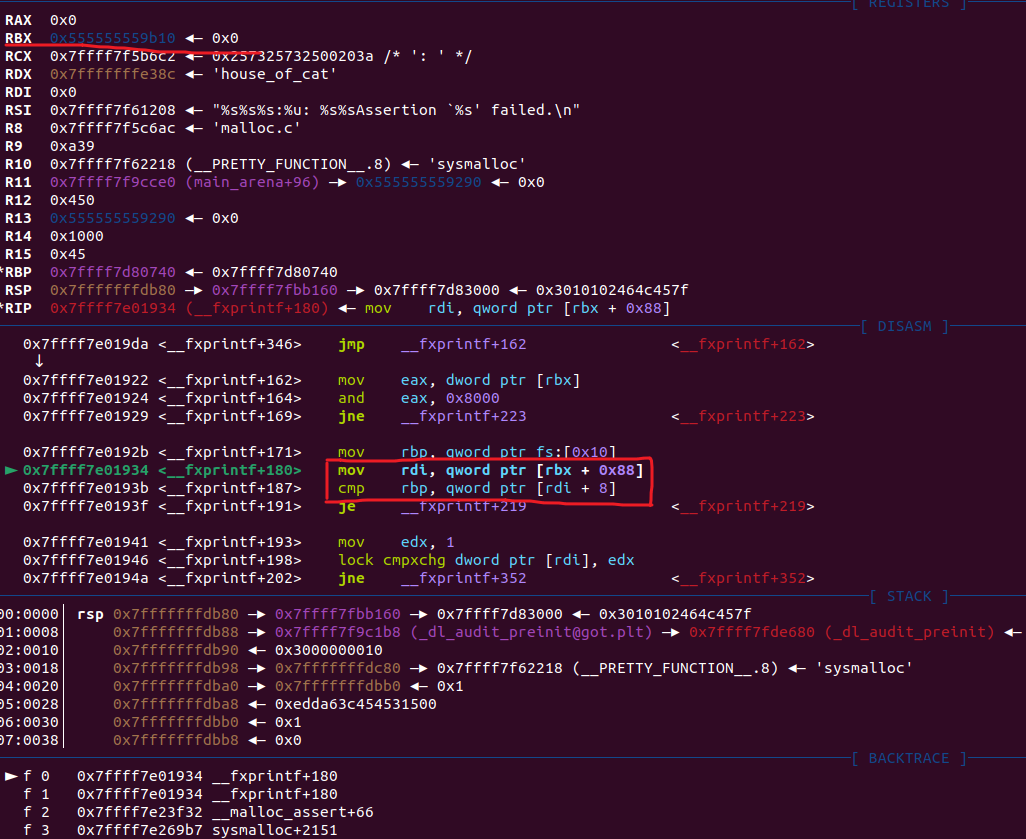 [ REGISTERS ]
RAX 0x0
RBX 0x555555559b10 ◂— 0x0
RCX 0x7ffff7f5b6c2 ◂— 0x257325732500203a /* ': ' */
RDX 0x7fffffffe38c ◂— 'house_of_cat'
RDI 0x0
RSI 0x7ffff7f61208 ◂— "%s%s%s:%u: %s%sAssertion `%s' failed.\n"
R8 0x7ffff7f5c6ac ◂— 'malloc.c'
R9 0xa39
R10 0x7ffff7f62218 (__PRETTY_FUNCTION__.8) ◂— 'sysmalloc'
R11 0x7ffff7f9cce0 (main_arena+96) —▸ 0x555555559290 ◂— 0x0
R12 0x450
R13 0x555555559290 ◂— 0x0
R14 0x1000
R15 0x45
*RBP 0x7ffff7d80740 ◂— 0x7ffff7d80740
RSP 0x7fffffffdb80 —▸ 0x7ffff7fbb160 —▸ 0x7ffff7d83000 ◂— 0x3010102464c457f
*RIP 0x7ffff7e01934 (__fxprintf+180) ◂— mov rdi, qword ptr [rbx + 0x88]
[ DISASM ]
0x7ffff7e019da <__fxprintf+346> jmp __fxprintf+162 <__fxprintf+162>
↓
0x7ffff7e01922 <__fxprintf+162> mov eax, dword ptr [rbx]
0x7ffff7e01924 <__fxprintf+164> and eax, 0x8000
0x7ffff7e01929 <__fxprintf+169> jne __fxprintf+223 <__fxprintf+223>
0x7ffff7e0192b <__fxprintf+171> mov rbp, qword ptr fs:[0x10]
►0x7ffff7e01934 <__fxprintf+180> mov rdi, qword ptr [rbx + 0x88]
0x7ffff7e0193b <__fxprintf+187> cmp rbp, qword ptr [rdi + 8]
0x7ffff7e0193f <__fxprintf+191> je __fxprintf+219 <__fxprintf+219>
0x7ffff7e01941 <__fxprintf+193> mov edx, 1
0x7ffff7e01946 <__fxprintf+198> lock cmpxchg dword ptr [rdi], edx
0x7ffff7e0194a <__fxprintf+202> jne __fxprintf+352 <__fxprintf+352>
[ STACK ]
00:0000│ rsp 0x7fffffffdb80 —▸ 0x7ffff7fbb160 —▸ 0x7ffff7d83000 ◂— 0x3010102464c457f
01:0008│ 0x7fffffffdb88 —▸ 0x7ffff7f9c1b8 (_dl_audit_preinit@got.plt) —▸ 0x7ffff7fde680 (_dl_audit_preinit) ◂—
02:0010│ 0x7fffffffdb90 ◂— 0x3000000010
03:0018│ 0x7fffffffdb98 —▸ 0x7fffffffdc80 —▸ 0x7ffff7f62218 (__PRETTY_FUNCTION__.8) ◂— 'sysmalloc'
04:0020│ 0x7fffffffdba0 —▸ 0x7fffffffdbb0 ◂— 0x1
05:0028│ 0x7fffffffdba8 ◂— 0xedda63c454531500
06:0030│ 0x7fffffffdbb0 ◂— 0x1
07:0038│ 0x7fffffffdbb8 ◂— 0x0
[ BACKTRACE ]
► f 0 0x7ffff7e01934 __fxprintf+180
f 1 0x7ffff7e01934 __fxprintf+180
f 2 0x7ffff7e23f32 __malloc_assert+66
f 3 0x7ffff7e269b7 sysmalloc+2151